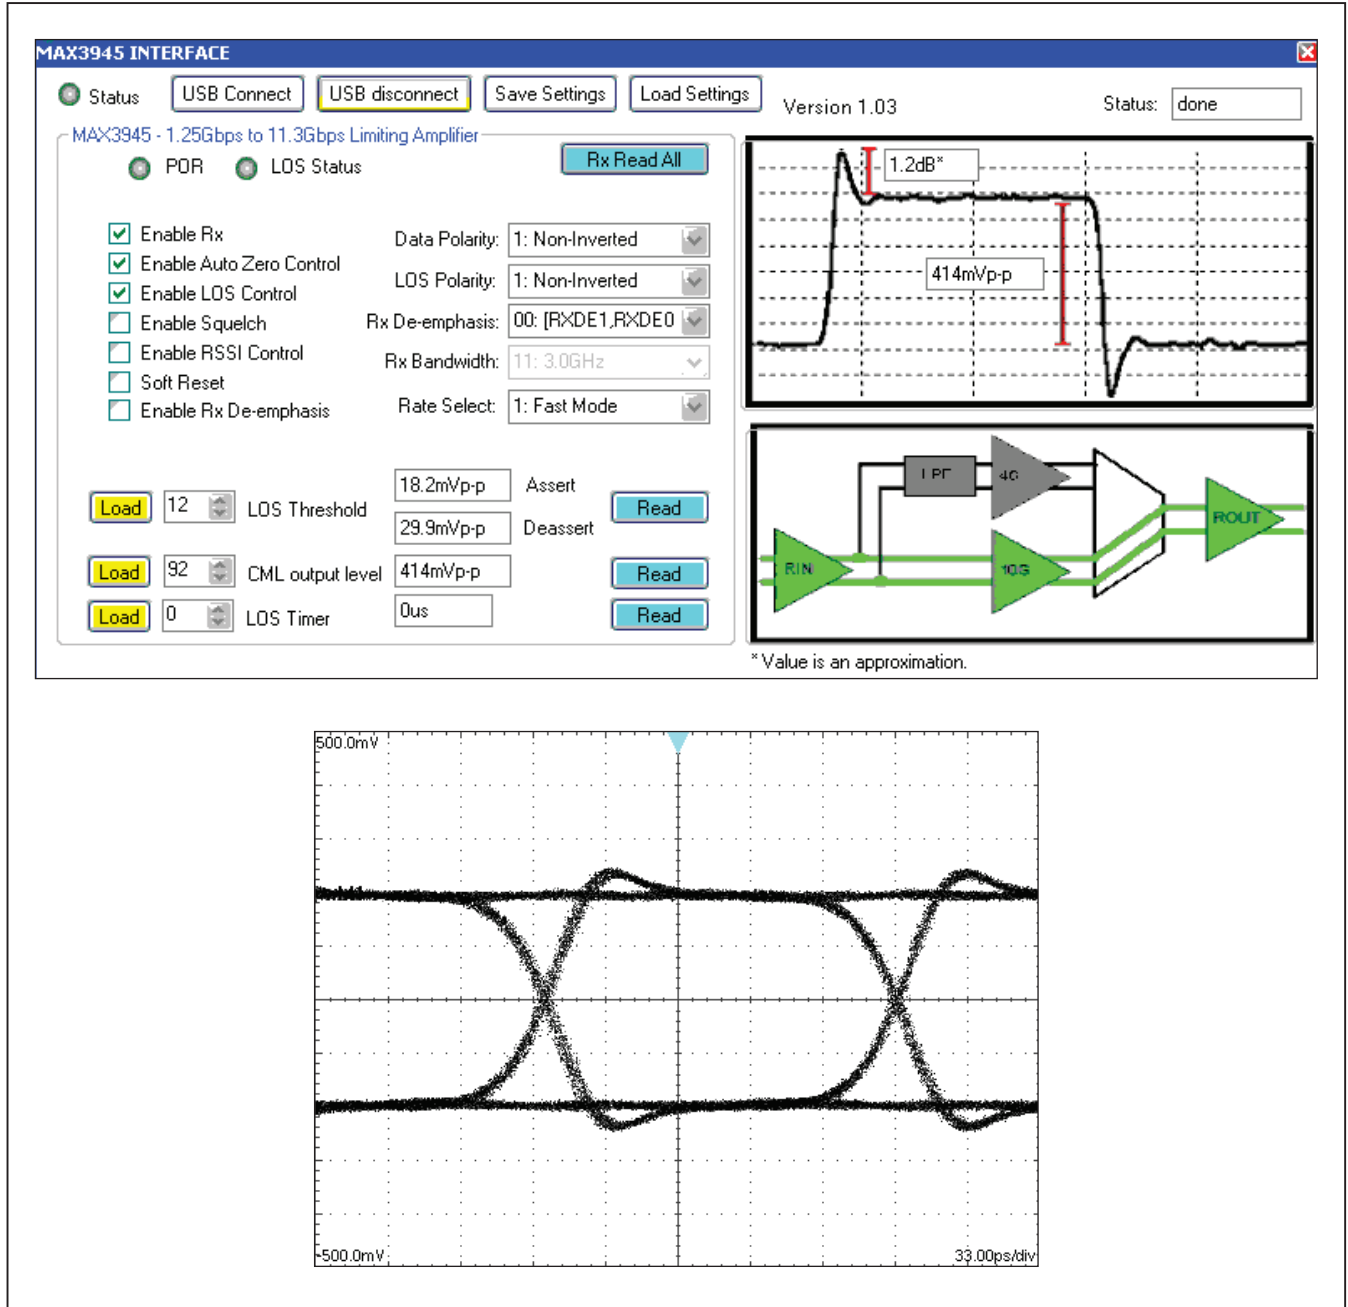 MAX3945 INTERFACE
Status USB Connect USB disconnect Save Settings Load Settings Version 1.03 Status: done
MAX3945 - 1.25Gbps to 11.3Gbps Limiting Amplifier
POR LOS Status Rx Read All
Enable Rx
Enable Auto Zero Control
Enable LOS Control
Enable Squelch
Enable RSSI Control
Soft Reset
Enable Rx De-emphasis
Data Polarity: 1: Non-Inverted
LOS Polarity: 1: Non-Inverted
Rx De-emphasis: 00: [RXDE1,RXDE0
Rx Bandwidth: 11: 3.0GHz
Rate Select: 1: Fast Mode
18.2mVp-p Assert
Load 12 LOS Threshold Read
29.9mVp-p Deassert
Load 92 CML output level 414mVp-p Read
Load 0 LOS Timer 0us Read
1.2dB*
414mVp-p
LPF 4G
RIN 10G ROUT
* Value is an approximation.
500.0mV
-500.0mV 33.00ps/div